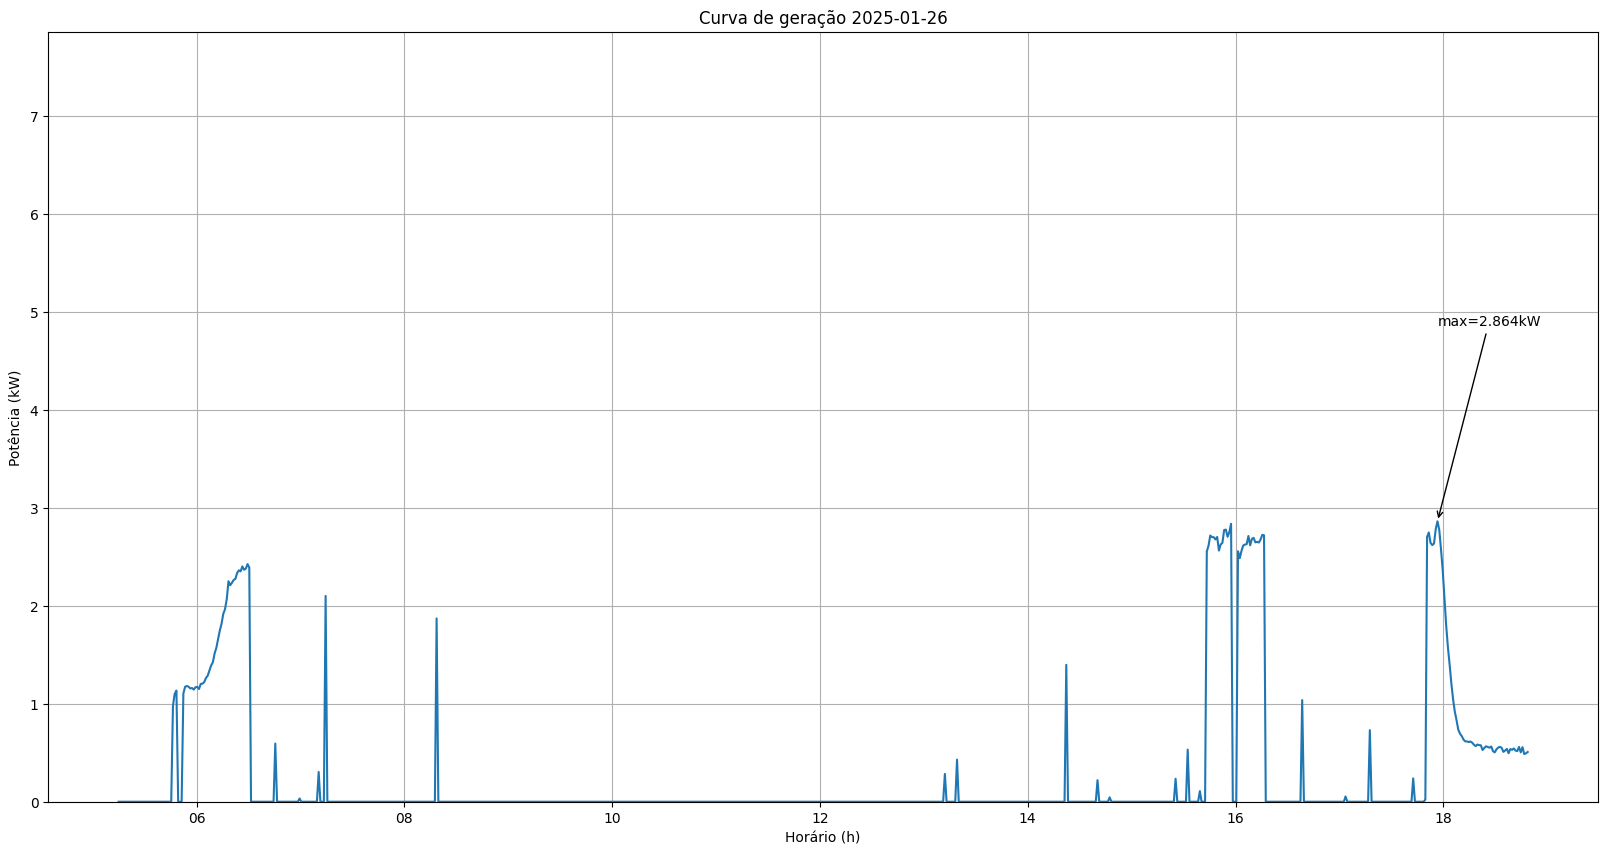 Curva de geração 2025-01-26
Potência (kW)
7
6
5
4
3
2
1
0
max=2.864kW
06 08 10 12 14 16 18
Horário (h)